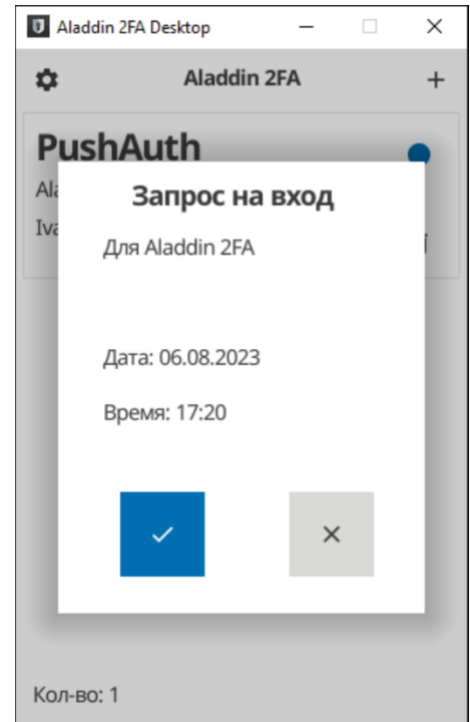 Aladdin 2FA Desktop
Aladdin 2FA
PushAuth
Запрос на вход
Для Aladdin 2FA
Дата: 06.08.2023
Время: 17:20
Кол-во: 1